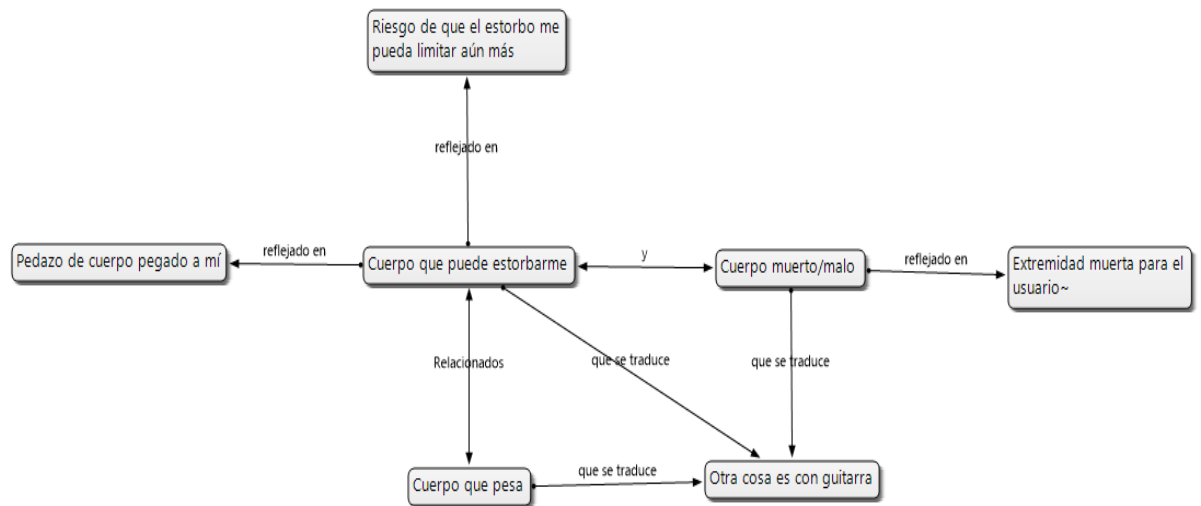 Riesgo de que el estorbo me
pueda limitar aún más
reflejado en
Pedazo de cuerpo pegado a mí
reflejado en
Cuerpo que puede estorbarme
y
Cuerpo muerto/malo
reflejado en
Extremidad muerta para el
usuario~
Relacionados
que se traduce
que se traduce
Cuerpo que pesa
que se traduce
Otra cosa es con guitarra